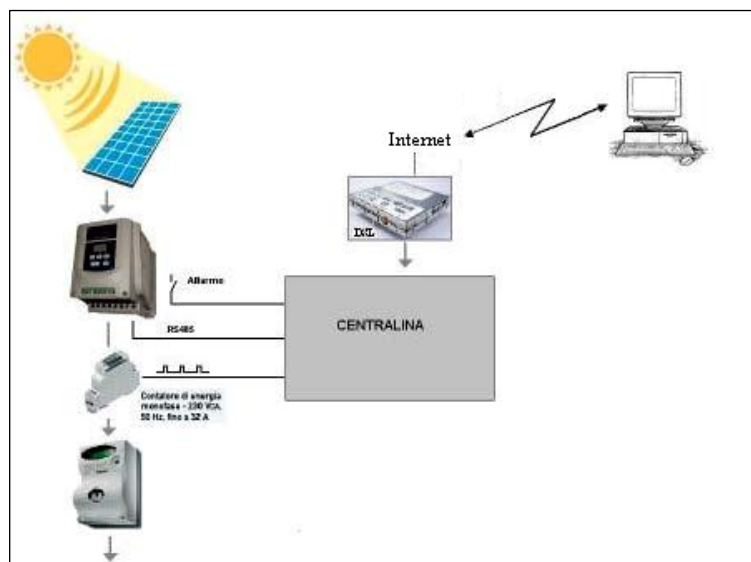 Internet
DSL
Allarme
CENTRALINA
RS485
Contatore di energia
monofase - 230 VCA,
50 Hz, fino a 32 A